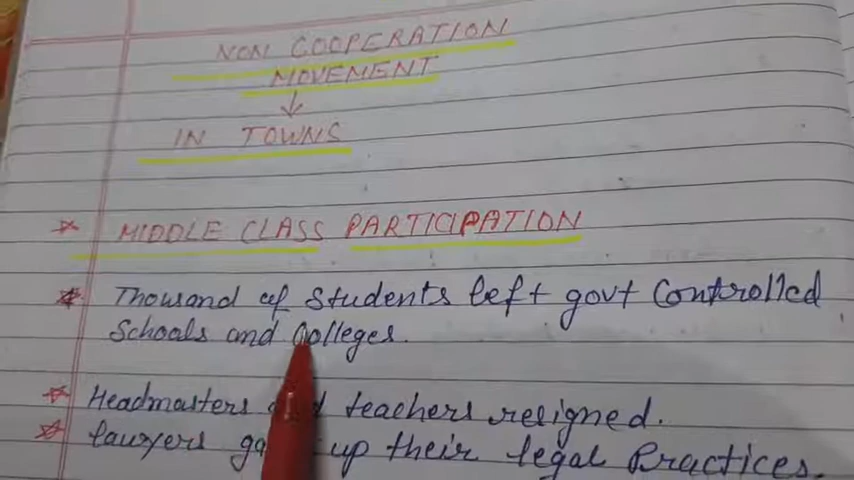 NON COOPERATION
MOVEMENT
↓
IN TOWNS
MIDDLE CLASS PARTICIPATION
Thousand of Students left govt Controlled
Schools and Colleges.
Headmasters teachers resigned.
lawyers up their legal Practices.